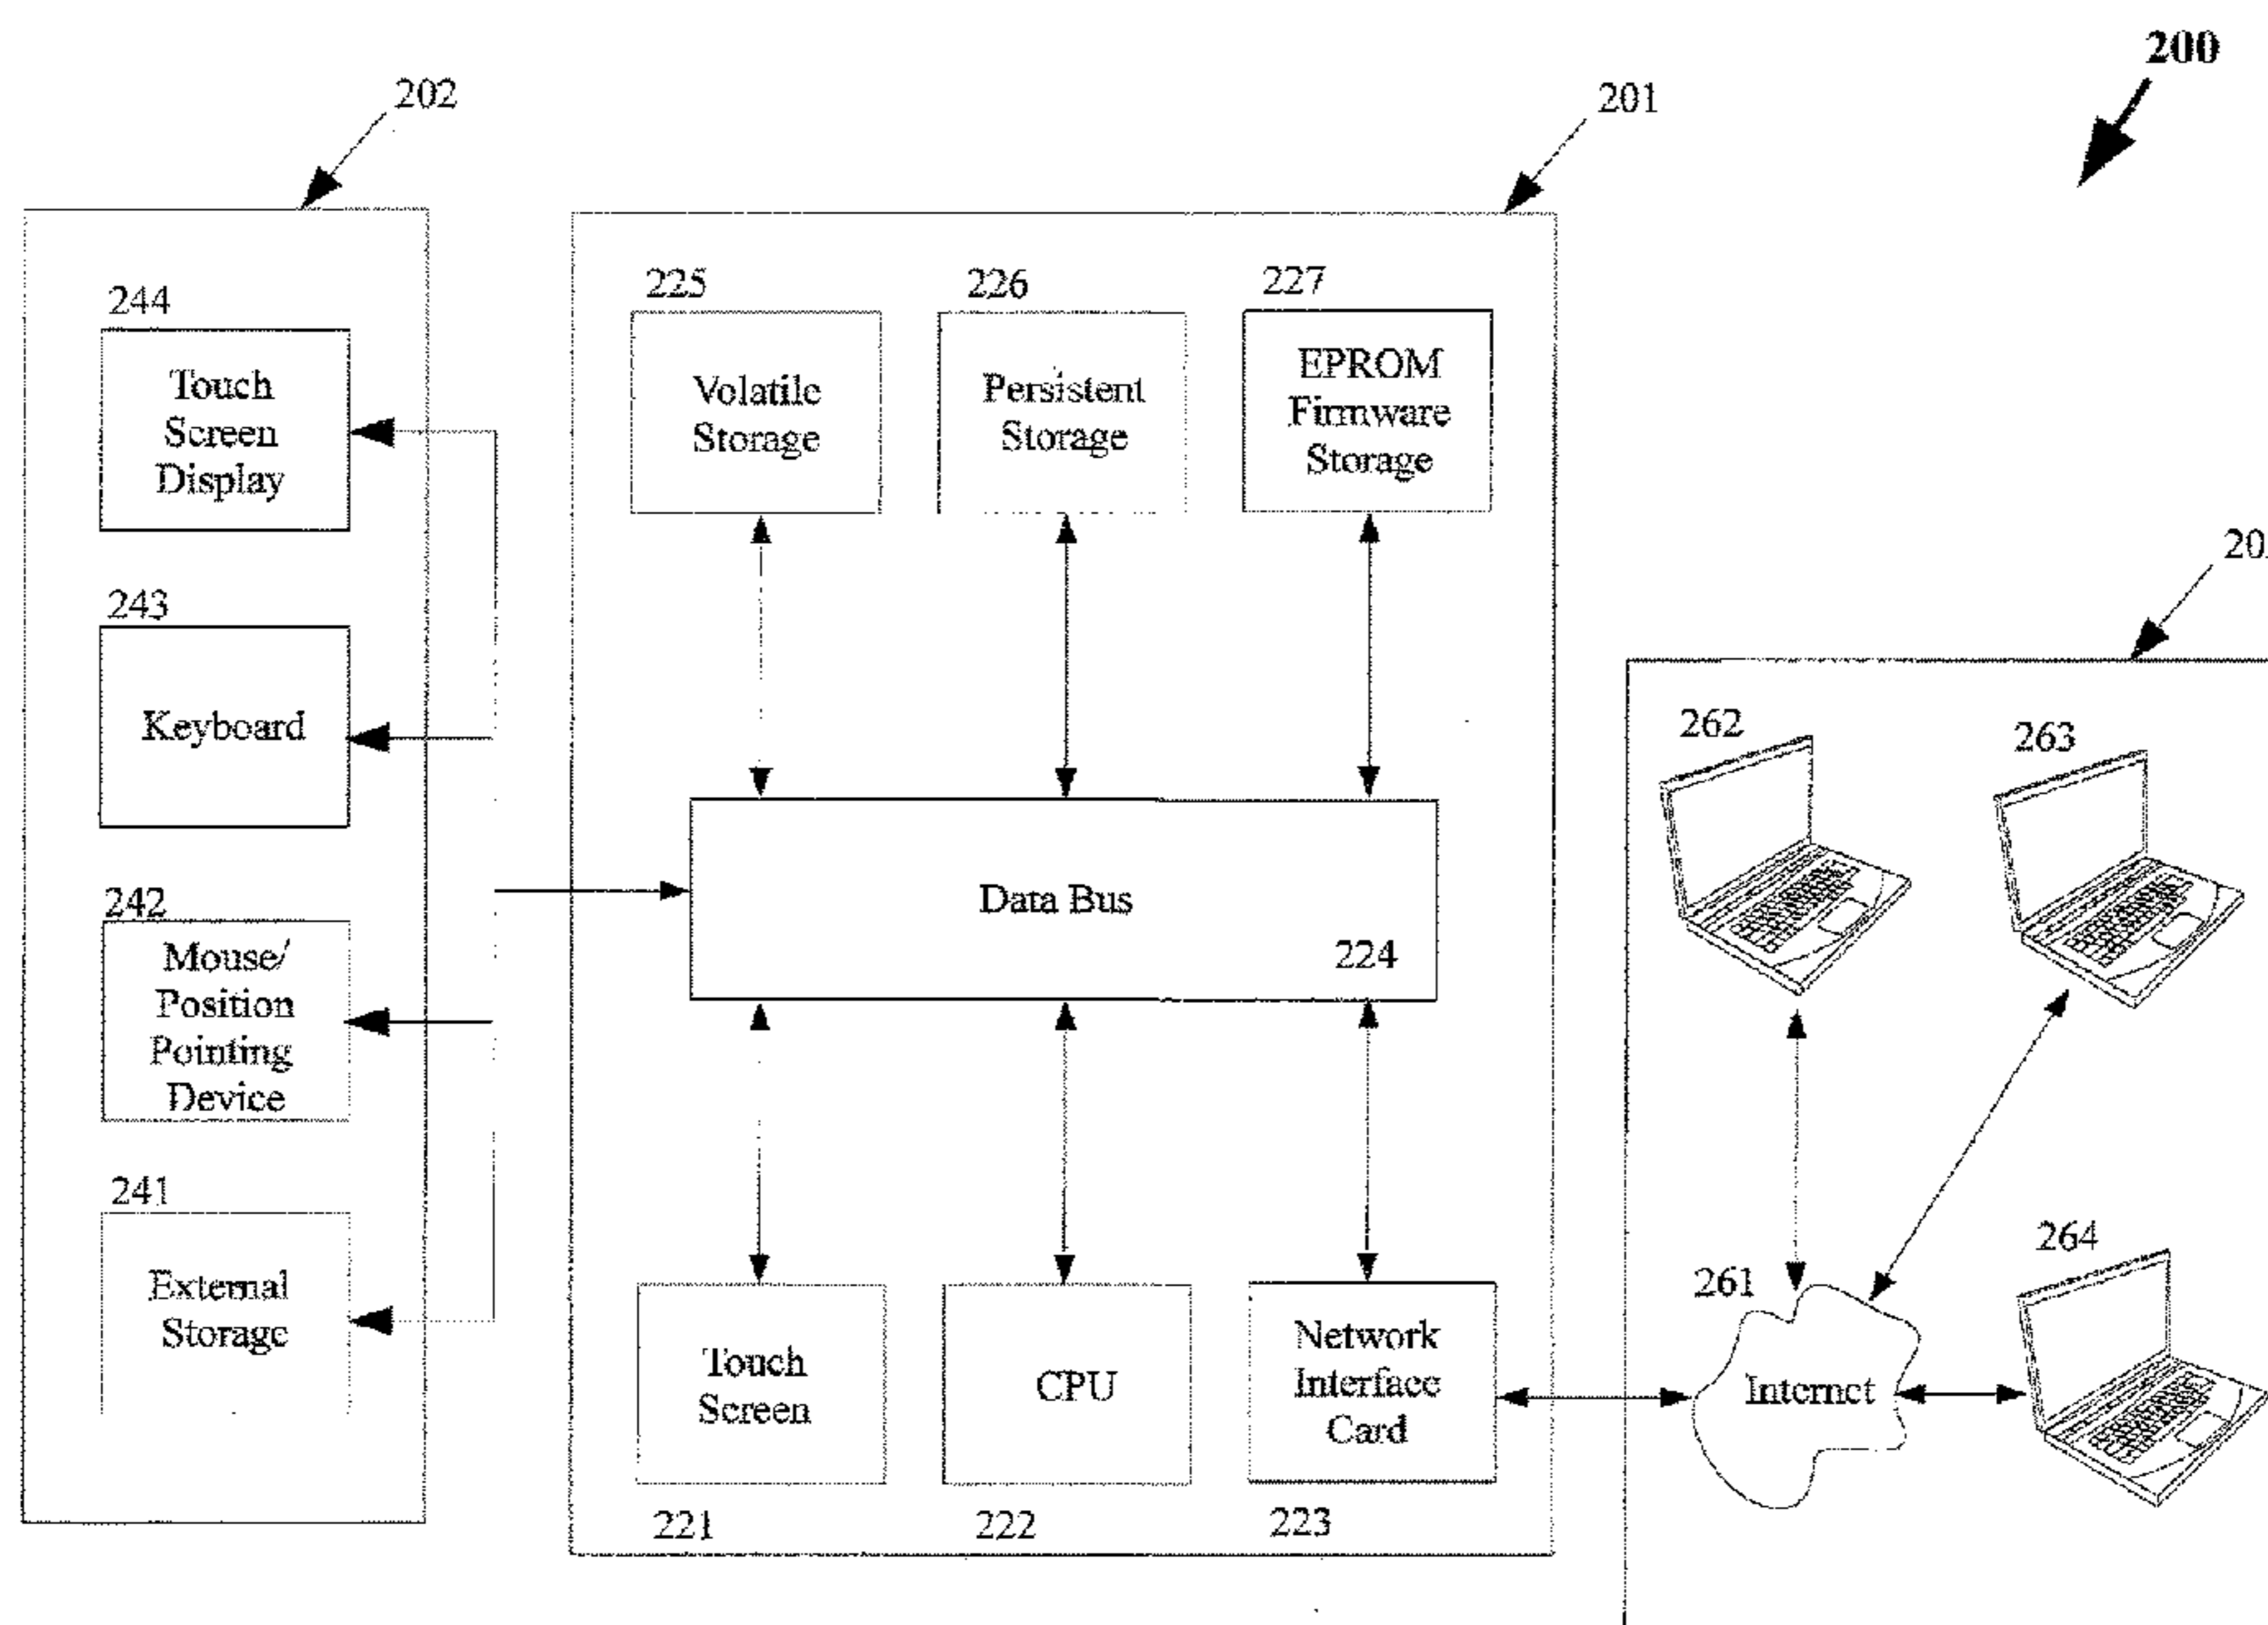 200
202
201
244
Touch
Screen
Display
243
Keyboard
242
Mouse/
Position
Pointing
Device
241
External
Storage
225
Volatile
Storage
226
Persistent
Storage
227
EPROM
Firmware
Storage
Data Bus
224
Touch
Screen
221
CPU
222
Network
Interface
Card
223
262
263
261
Internet
264